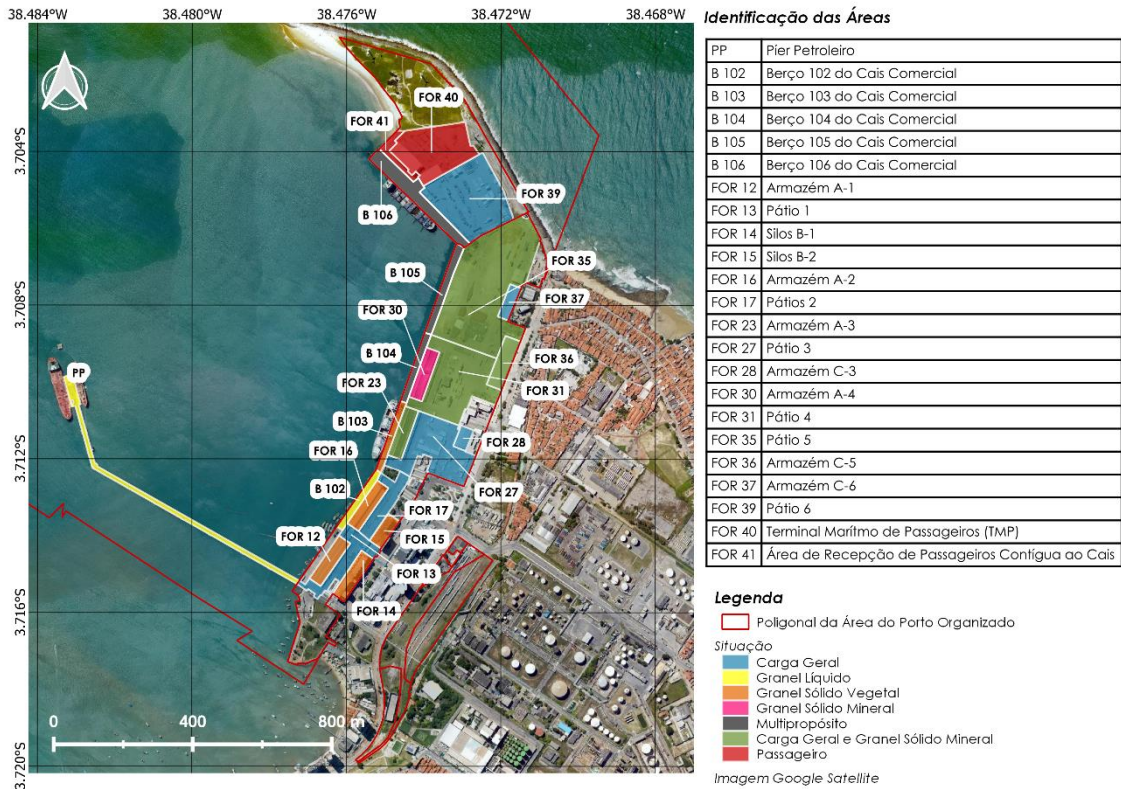 38.484°W 38.480°W 38.476°W 38.472°W 38.468°W
3.704°S
3.708°S
3.712°S
3.716°S
3.720°S
FOR 40
FOR 41
FOR 39
B 106
B 105
FOR 35
FOR 37
FOR 30
B 104
FOR 36
PP
FOR 23
FOR 31
B 103
FOR 28
FOR 16
FOR 27
B 102
FOR 17
FOR 12
FOR 15
FOR 13
FOR 14
0 400 800 m
Identificação das Áreas
PP Píer Petroleiro
B 102 Berço 102 do Cais Comercial
B 103 Berço 103 do Cais Comercial
B 104 Berço 104 do Cais Comercial
B 105 Berço 105 do Cais Comercial
B 106 Berço 106 do Cais Comercial
FOR 12 Armazém A-1
FOR 13 Pátio 1
FOR 14 Silos B-1
FOR 15 Silos B-2
FOR 16 Armazém A-2
FOR 17 Pátios 2
FOR 23 Armazém A-3
FOR 27 Pátio 3
FOR 28 Armazém C-3
FOR 30 Armazém A-4
FOR 31 Pátio 4
FOR 35 Pátio 5
FOR 36 Armazém C-5
FOR 37 Armazém C-6
FOR 39 Pátio 6
FOR 40 Terminal Marítmo de Passageiros (TMP)
FOR 41 Área de Recepção de Passageiros Contígua ao Cais
Legenda
Poligonal da Área do Porto Organizado
Situação
Carga Geral
Granel Líquido
Granel Sólido Vegetal
Granel Sólido Mineral
Multipropósito
Carga Geral e Granel Sólido Mineral
Passageiro
Imagem Google Satellite